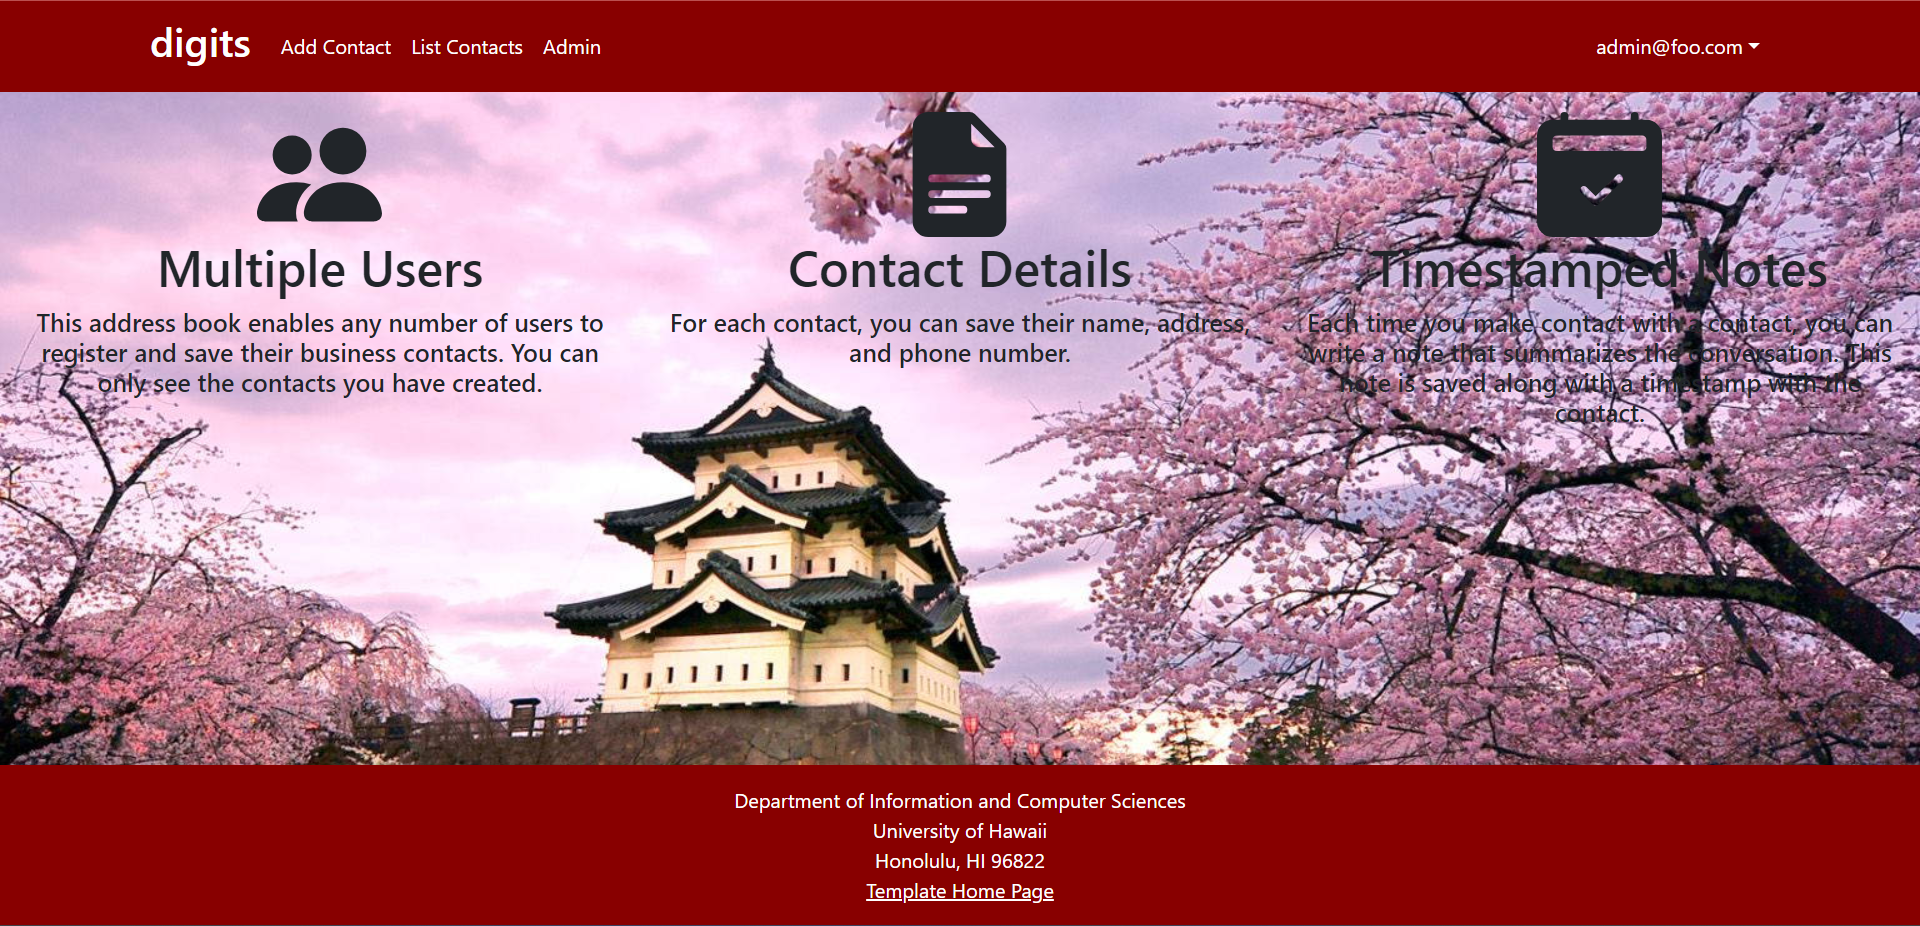 digits
Add Contact
List Contacts
Admin
admin@foo.com
Multiple Users
This address book enables any number of users to
register and save their business contacts. You can
only see the contacts you have created.
Contact Details
For each contact, you can save their name, address,
and phone number.
Timestamped Notes
Each time you make contact with a contact, you can
write a note that summarizes the conversation. This
note is saved along with a timestamp with the
contact.
Department of Information and Computer Sciences
University of Hawaii
Honolulu, HI 96822
Template Home Page